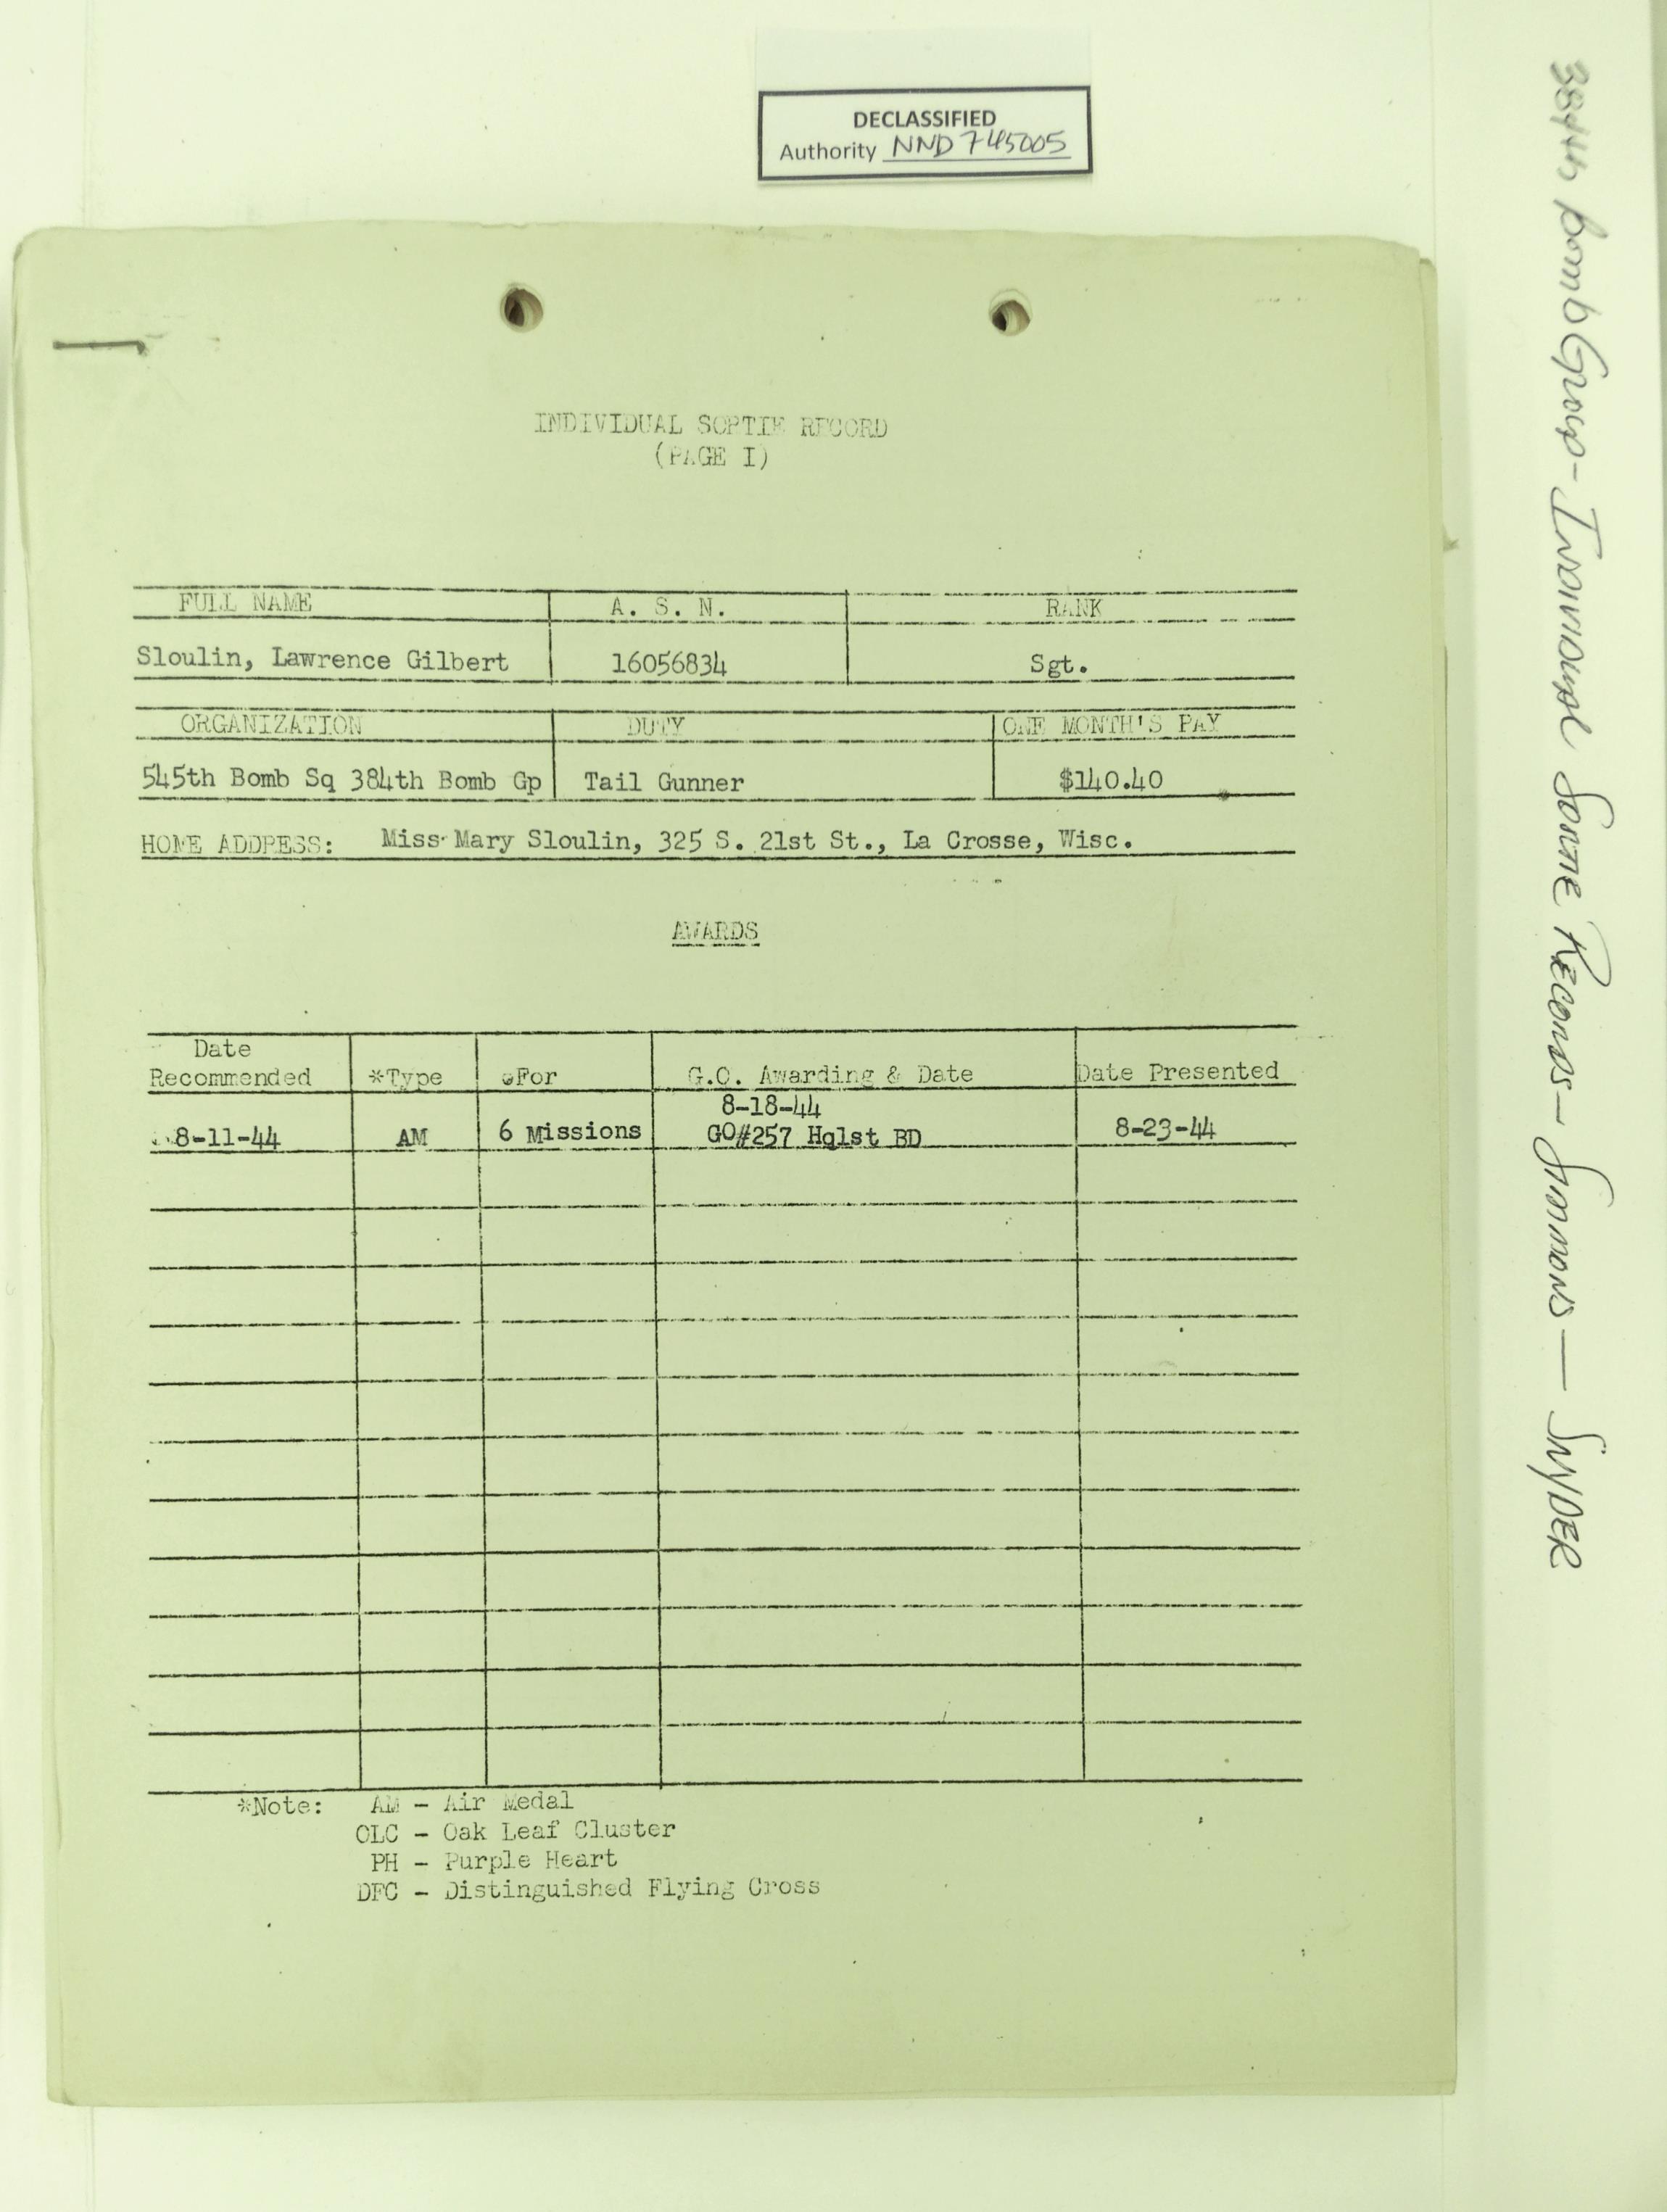 DECLASSIFIED
Authority NND 745005
INDIVIDUAL SORTIE RECORD
(PAGE I)
FULL NAME A. S. N. RANK
Sloulin, Lawrence Gilbert 16056834 Sgt.
ORGANIZATION DUTY ONE MONTH'S PAY
545th Bomb Sq 384th Bomb Gp Tail Gunner $140.40
HOME ADDRESS: Miss Mary Sloulin, 325 S. 21st St., La Crosse, Wisc.
AWARDS
Date
Recommended *Type For G.O. Awarding & Date Date Presented
8-18-44
8-11-44 AM 6 Missions GO#257 Hq1st BD 8-23-44
*Note: AM - Air Medal
OLC - Oak Leaf Cluster
PH - Purple Heart
DFC - Distinguished Flying Cross
384th Bomb Group - Individual Sortie Records - Simmons - Snyder